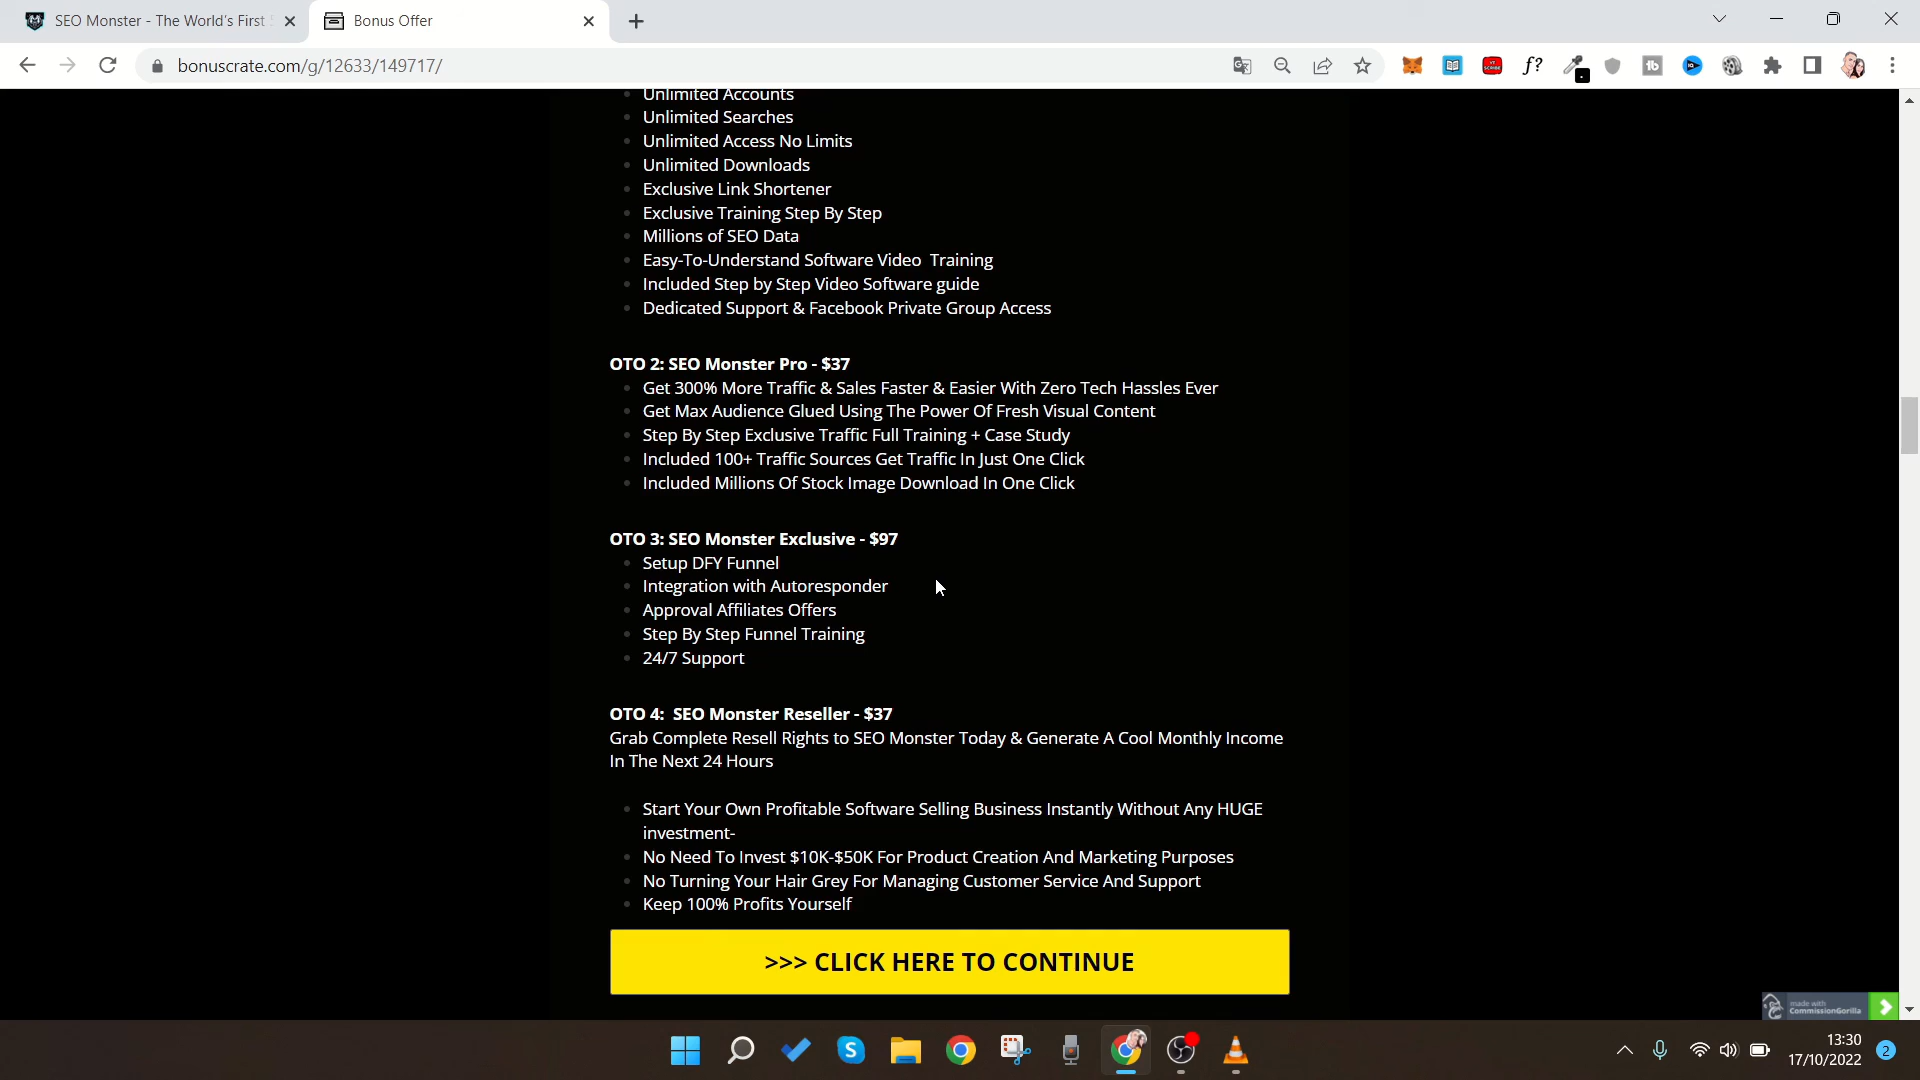 SEO Monster - The World's First
Bonus Offer
bonuscrate.com/g/12633/149717/
Unlimited Accounts
Unlimited Searches
Unlimited Access No Limits
Unlimited Downloads
Exclusive Link Shortener
Exclusive Training Step By Step
Millions of SEO Data
Easy-To-Understand Software Video Training
Included Step by Step Video Software guide
Dedicated Support & Facebook Private Group Access
OTO 2: SEO Monster Pro - $37
Get 300% More Traffic & Sales Faster & Easier With Zero Tech Hassles Ever
Get Max Audience Glued Using The Power Of Fresh Visual Content
Step By Step Exclusive Traffic Full Training + Case Study
Included 100+ Traffic Sources Get Traffic In Just One Click
Included Millions Of Stock Image Download In One Click
OTO 3: SEO Monster Exclusive - $97
Setup DFY Funnel
Integration with Autoresponder
Approval Affiliates Offers
Step By Step Funnel Training
24/7 Support
OTO 4: SEO Monster Reseller - $37
Grab Complete Resell Rights to SEO Monster Today & Generate A Cool Monthly Income
In The Next 24 Hours
Start Your Own Profitable Software Selling Business Instantly Without Any HUGE
investment-
No Need To Invest $10K-$50K For Product Creation And Marketing Purposes
No Turning Your Hair Grey For Managing Customer Service And Support
Keep 100% Profits Yourself
>>> CLICK HERE TO CONTINUE
made with
CommissionGorilla
13:30
17/10/2022
2